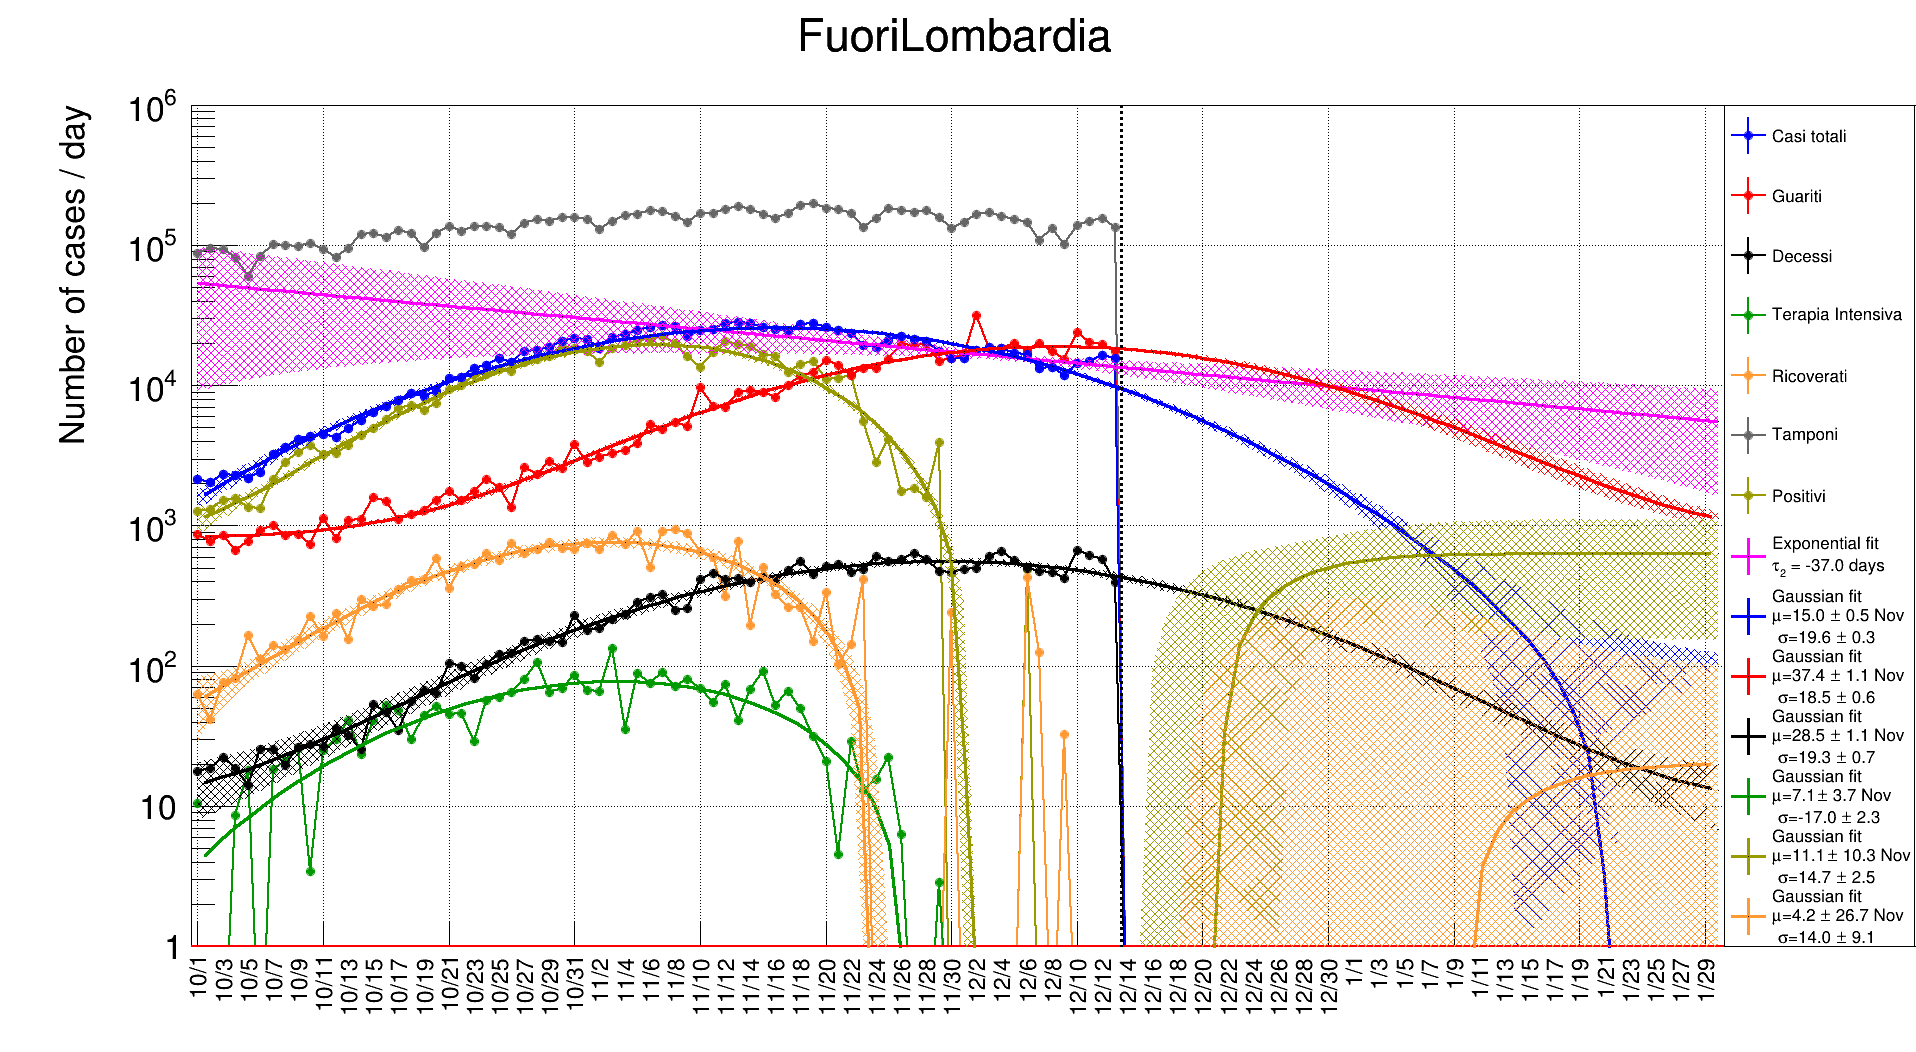 FuoriLombardia
Number of cases / day
10⁶
10⁵
10⁴
10³
10²
10
1
10/1
10/3
10/5
10/7
10/9
10/11
10/13
10/15
10/17
10/19
10/21
10/23
10/25
10/27
10/29
10/31
11/2
11/4
11/6
11/8
11/10
11/12
11/14
11/16
11/18
11/20
11/22
11/24
11/26
11/28
11/30
12/2
12/4
12/6
12/8
12/10
12/12
12/14
12/16
12/18
12/20
12/22
12/24
12/26
12/28
12/30
1/1
1/3
1/5
1/7
1/9
1/11
1/13
1/15
1/17
1/19
1/21
1/23
1/25
1/27
1/29
Casi totali
Guariti
Decessi
Terapia Intensiva
Ricoverati
Tamponi
Positivi
Exponential fit
τ₂ = -37.0 days
Gaussian fit
μ=15.0 ± 0.5 Nov
σ=19.6 ± 0.3
Gaussian fit
μ=37.4 ± 1.1 Nov
σ=18.5 ± 0.6
Gaussian fit
μ=28.5 ± 1.1 Nov
σ=19.3 ± 0.7
Gaussian fit
μ=7.1 ± 3.7 Nov
σ=-17.0 ± 2.3
Gaussian fit
μ=11.1 ± 10.3 Nov
σ=14.7 ± 2.5
Gaussian fit
μ=4.2 ± 26.7 Nov
σ=14.0 ± 9.1